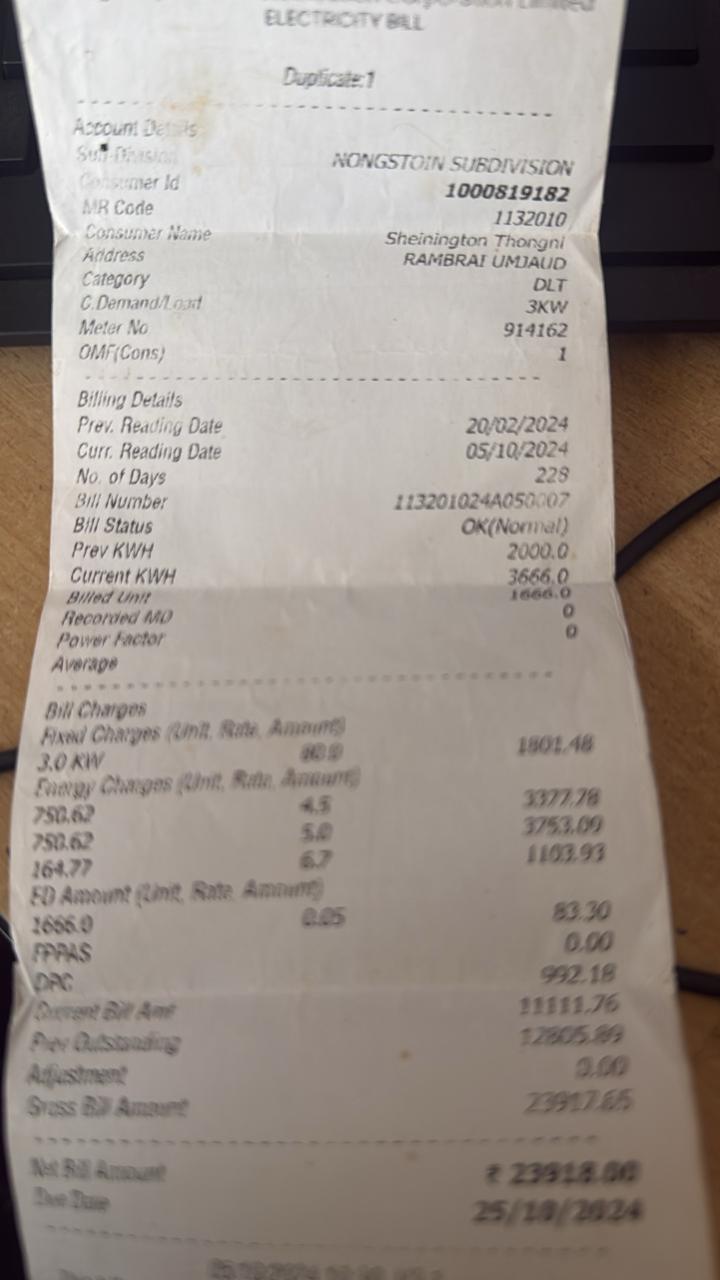 Corporation Limited
ELECTRICITY BILL
Duplicate:1
Account Details
Sub-Division NONGSTOIN SUBDIVISION
Consumer Id 1000819182
MR Code 1132010
Consumer Name Sheinington Thongni
Address RAMBRAI UMJAUD
Category DLT
C.Demand/Load 3KW
Meter No 914162
OMF(Cons) 1
Billing Details
Prev. Reading Date 20/02/2024
Curr. Reading Date 05/10/2024
No. of Days 228
Bill Number 113201024A050007
Bill Status OK(Normal)
Prev KWH 2000.0
Current KWH 3666.0
Billed Unit 1666.0
Recorded MD 0
Power Factor 0
Average
Bill Charges
Fixed Charges (Unit, Rate, Amount)
3.0 KW 80.0 1801.48
Energy Charges (Unit, Rate, Amount)
750.62 4.5 3377.78
750.62 5.0 3753.09
164.77 6.7 1103.93
ED Amount (Unit, Rate, Amount)
1666.0 0.05 83.30
FPPAS 0.00
DPC 992.18
Current Bill Amt 11111.76
Prev Outstanding 12805.89
Adjustment 0.00
Gross Bill Amount 23917.65
Net Bill Amount ₹ 23918.00
Due Date 25/10/2024